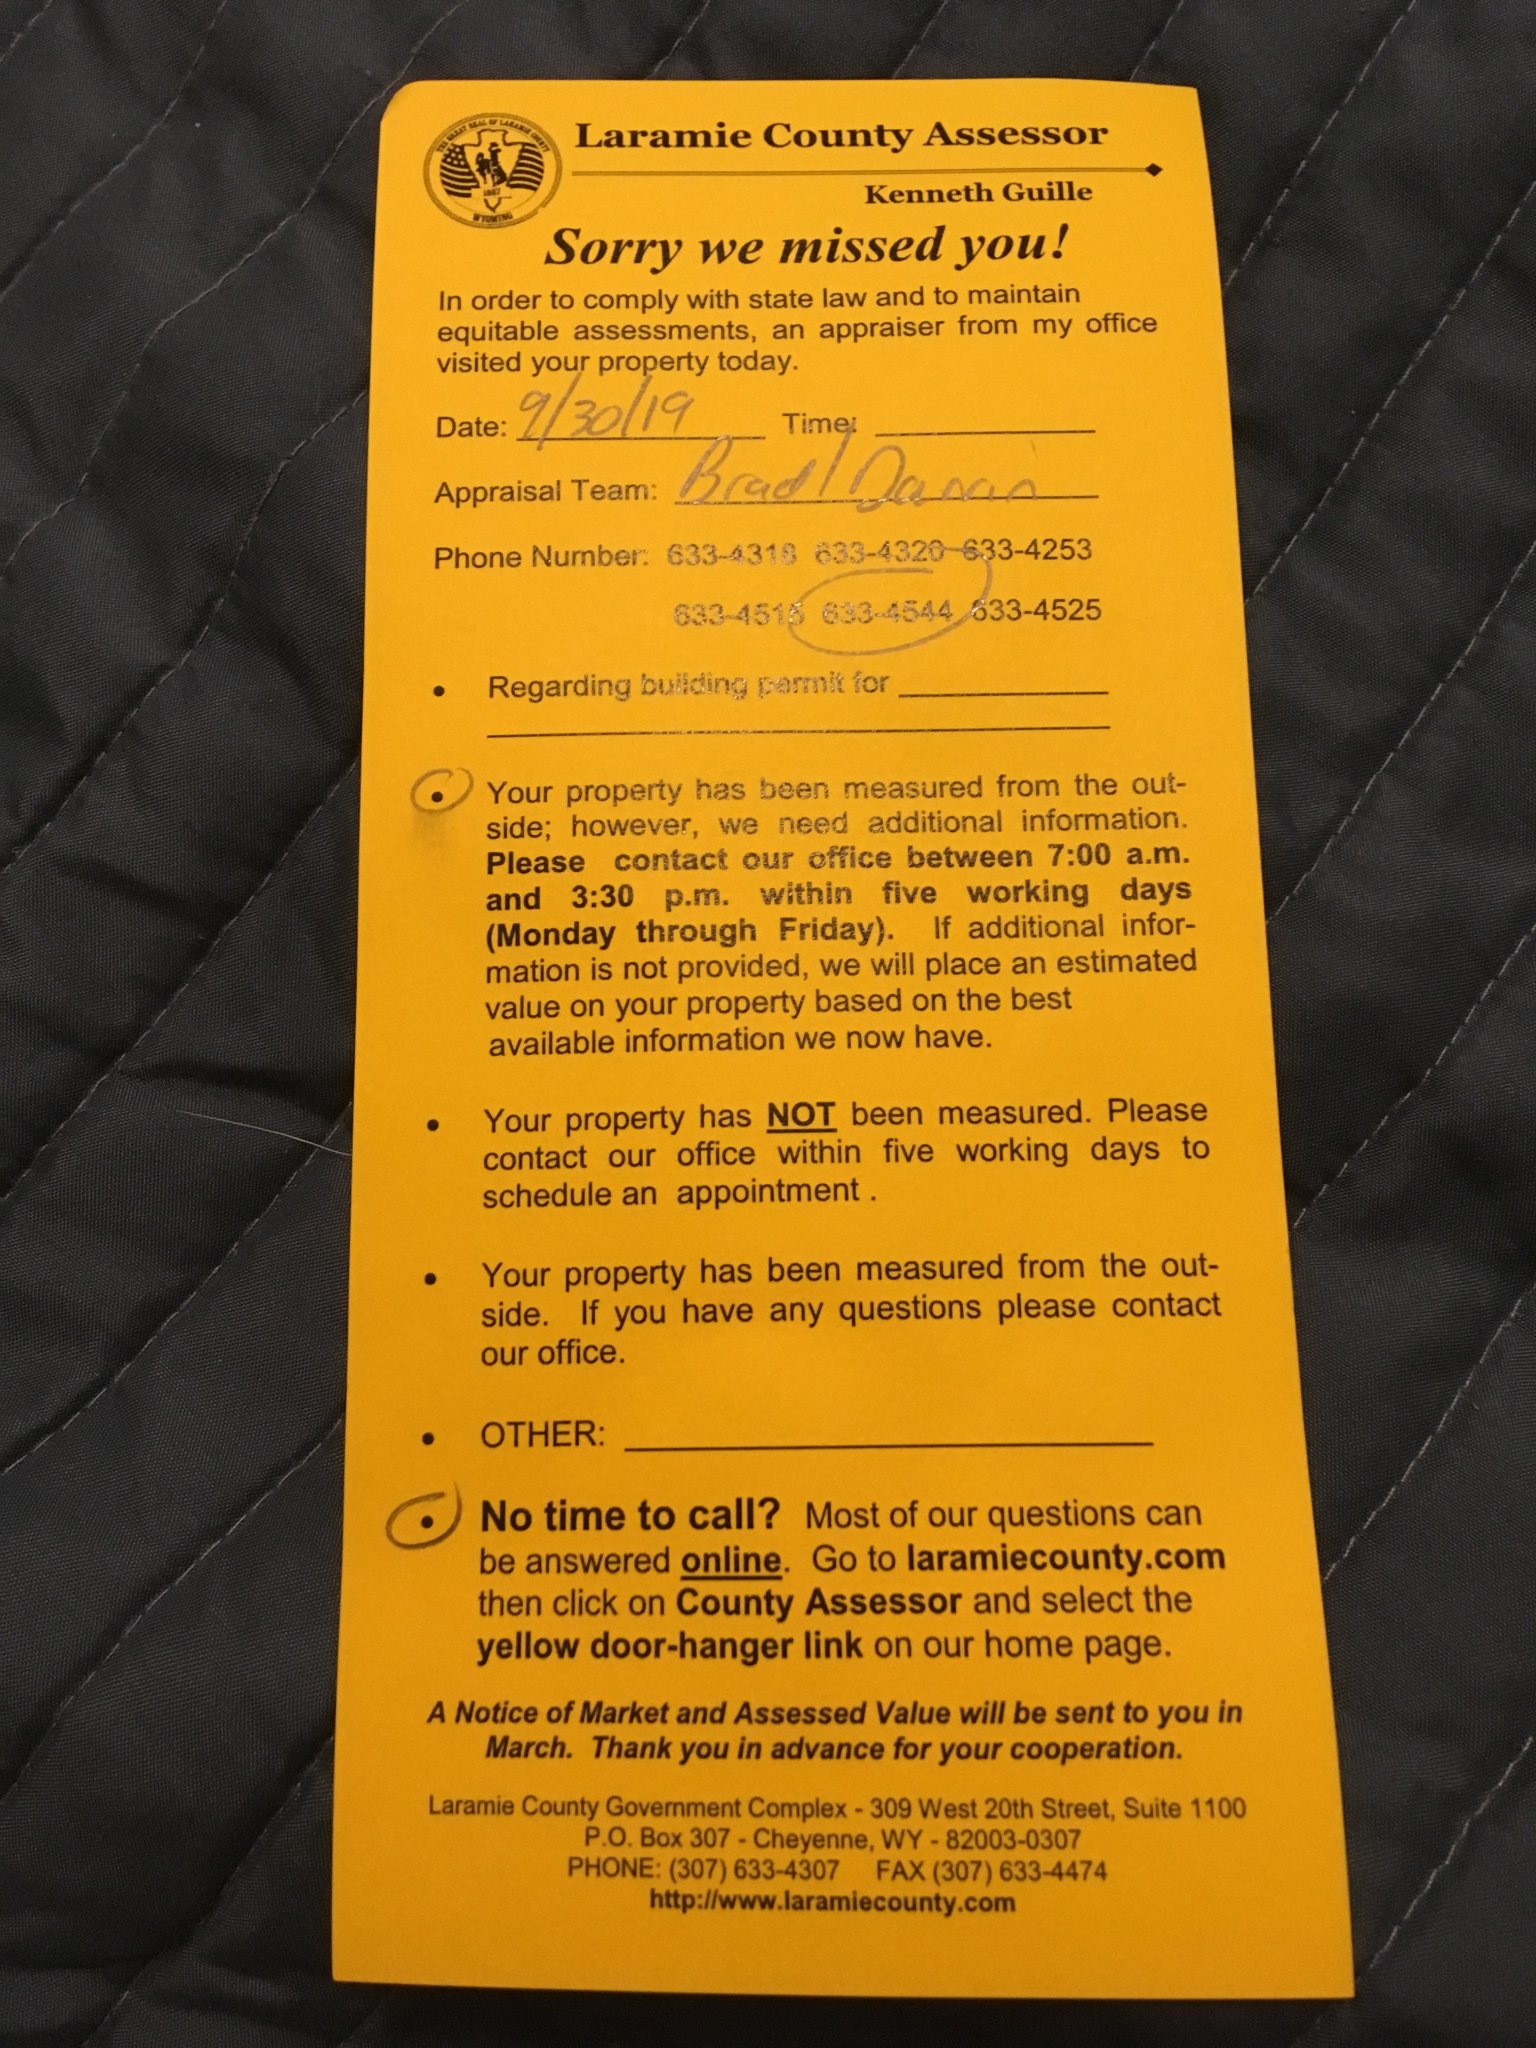 THE GREAT SEAL OF LARAMIE COUNTY
1867
WYOMING
Laramie County Assessor
Kenneth Guille
Sorry we missed you!
In order to comply with state law and to maintain
equitable assessments, an appraiser from my office
visited your property today.
Date: 9/30/19 Time:
Appraisal Team: Brad/Darrin
Phone Number: 633-4318 633-4320 633-4253
633-4515 633-4544 633-4525
• Regarding building permit for
• Your property has been measured from the out-
side; however, we need additional information.
Please contact our office between 7:00 a.m.
and 3:30 p.m. within five working days
(Monday through Friday). If additional infor-
mation is not provided, we will place an estimated
value on your property based on the best
available information we now have.
• Your property has NOT been measured. Please
contact our office within five working days to
schedule an appointment .
• Your property has been measured from the out-
side. If you have any questions please contact
our office.
• OTHER:
• No time to call? Most of our questions can
be answered online. Go to laramiecounty.com
then click on County Assessor and select the
yellow door-hanger link on our home page.
A Notice of Market and Assessed Value will be sent to you in
March. Thank you in advance for your cooperation.
Laramie County Government Complex - 309 West 20th Street, Suite 1100
P.O. Box 307 - Cheyenne, WY - 82003-0307
PHONE: (307) 633-4307 FAX (307) 633-4474
http://www.laramiecounty.com